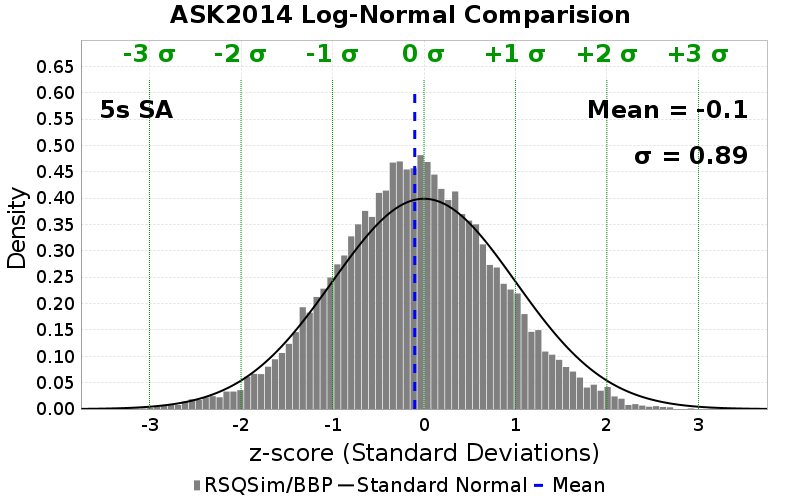 ASK2014 Log-Normal Comparision
-3 σ -2 σ -1 σ 0 σ +1 σ +2 σ +3 σ
5s SA
Mean = -0.1
σ = 0.89
Density
0.65
0.60
0.55
0.50
0.45
0.40
0.35
0.30
0.25
0.20
0.15
0.10
0.05
0.00
-3 -2 -1 0 1 2 3
z-score (Standard Deviations)
RSQSim/BBP Standard Normal Mean